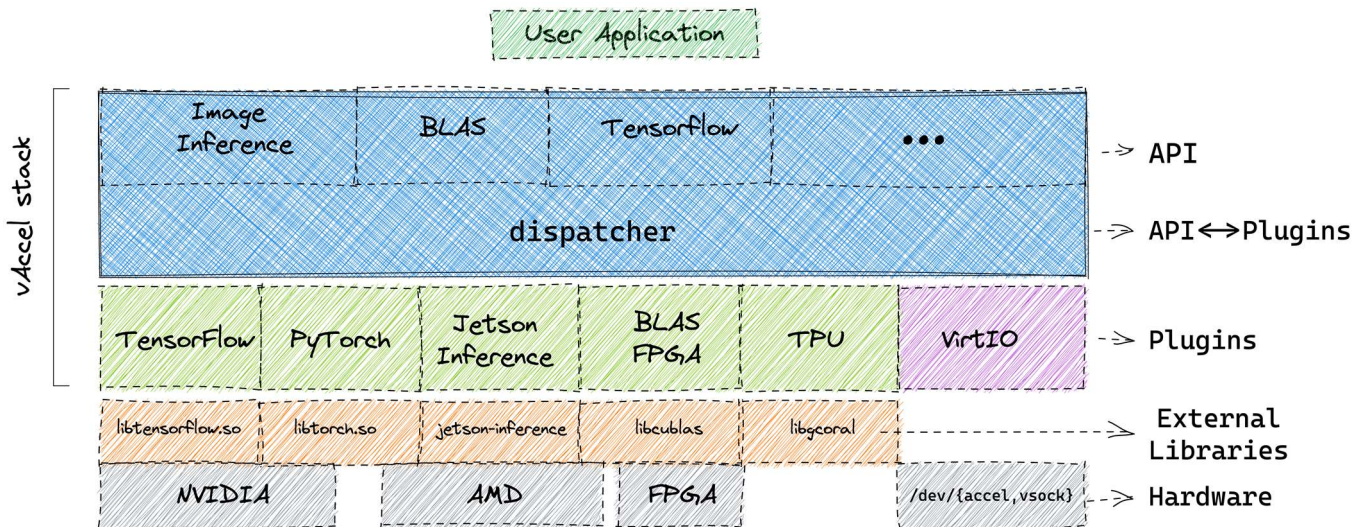 User Application
vAccel stack
Image
Inference
BLAS
Tensorflow
...
API
dispatcher
API<->Plugins
TensorFlow
PyTorch
Jetson
Inference
BLAS
FPGA
TPU
VirtIO
Plugins
libtensorflow.so
libtorch.so
jetson-inference
libcublas
libgcoral
External
Libraries
NVIDIA
AMD
FPGA
/dev/{accel,vsock}
Hardware